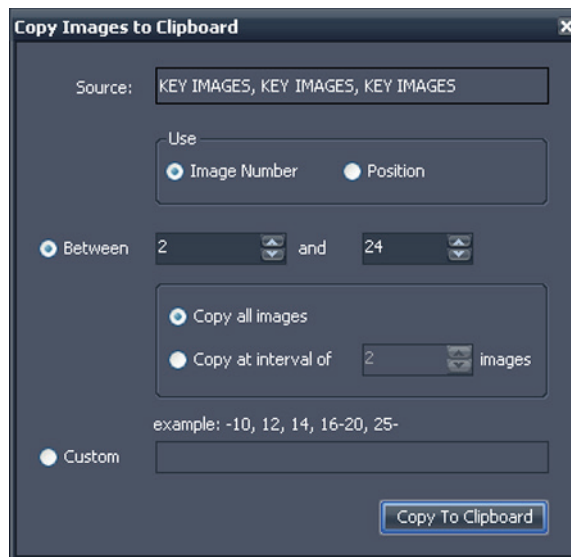 Copy Images to Clipboard
Source: KEY IMAGES, KEY IMAGES, KEY IMAGES
Use
Image Number Position
Between 2 and 24
Copy all images
Copy at interval of 2 images
example: -10, 12, 14, 16-20, 25-
Custom
Copy To Clipboard